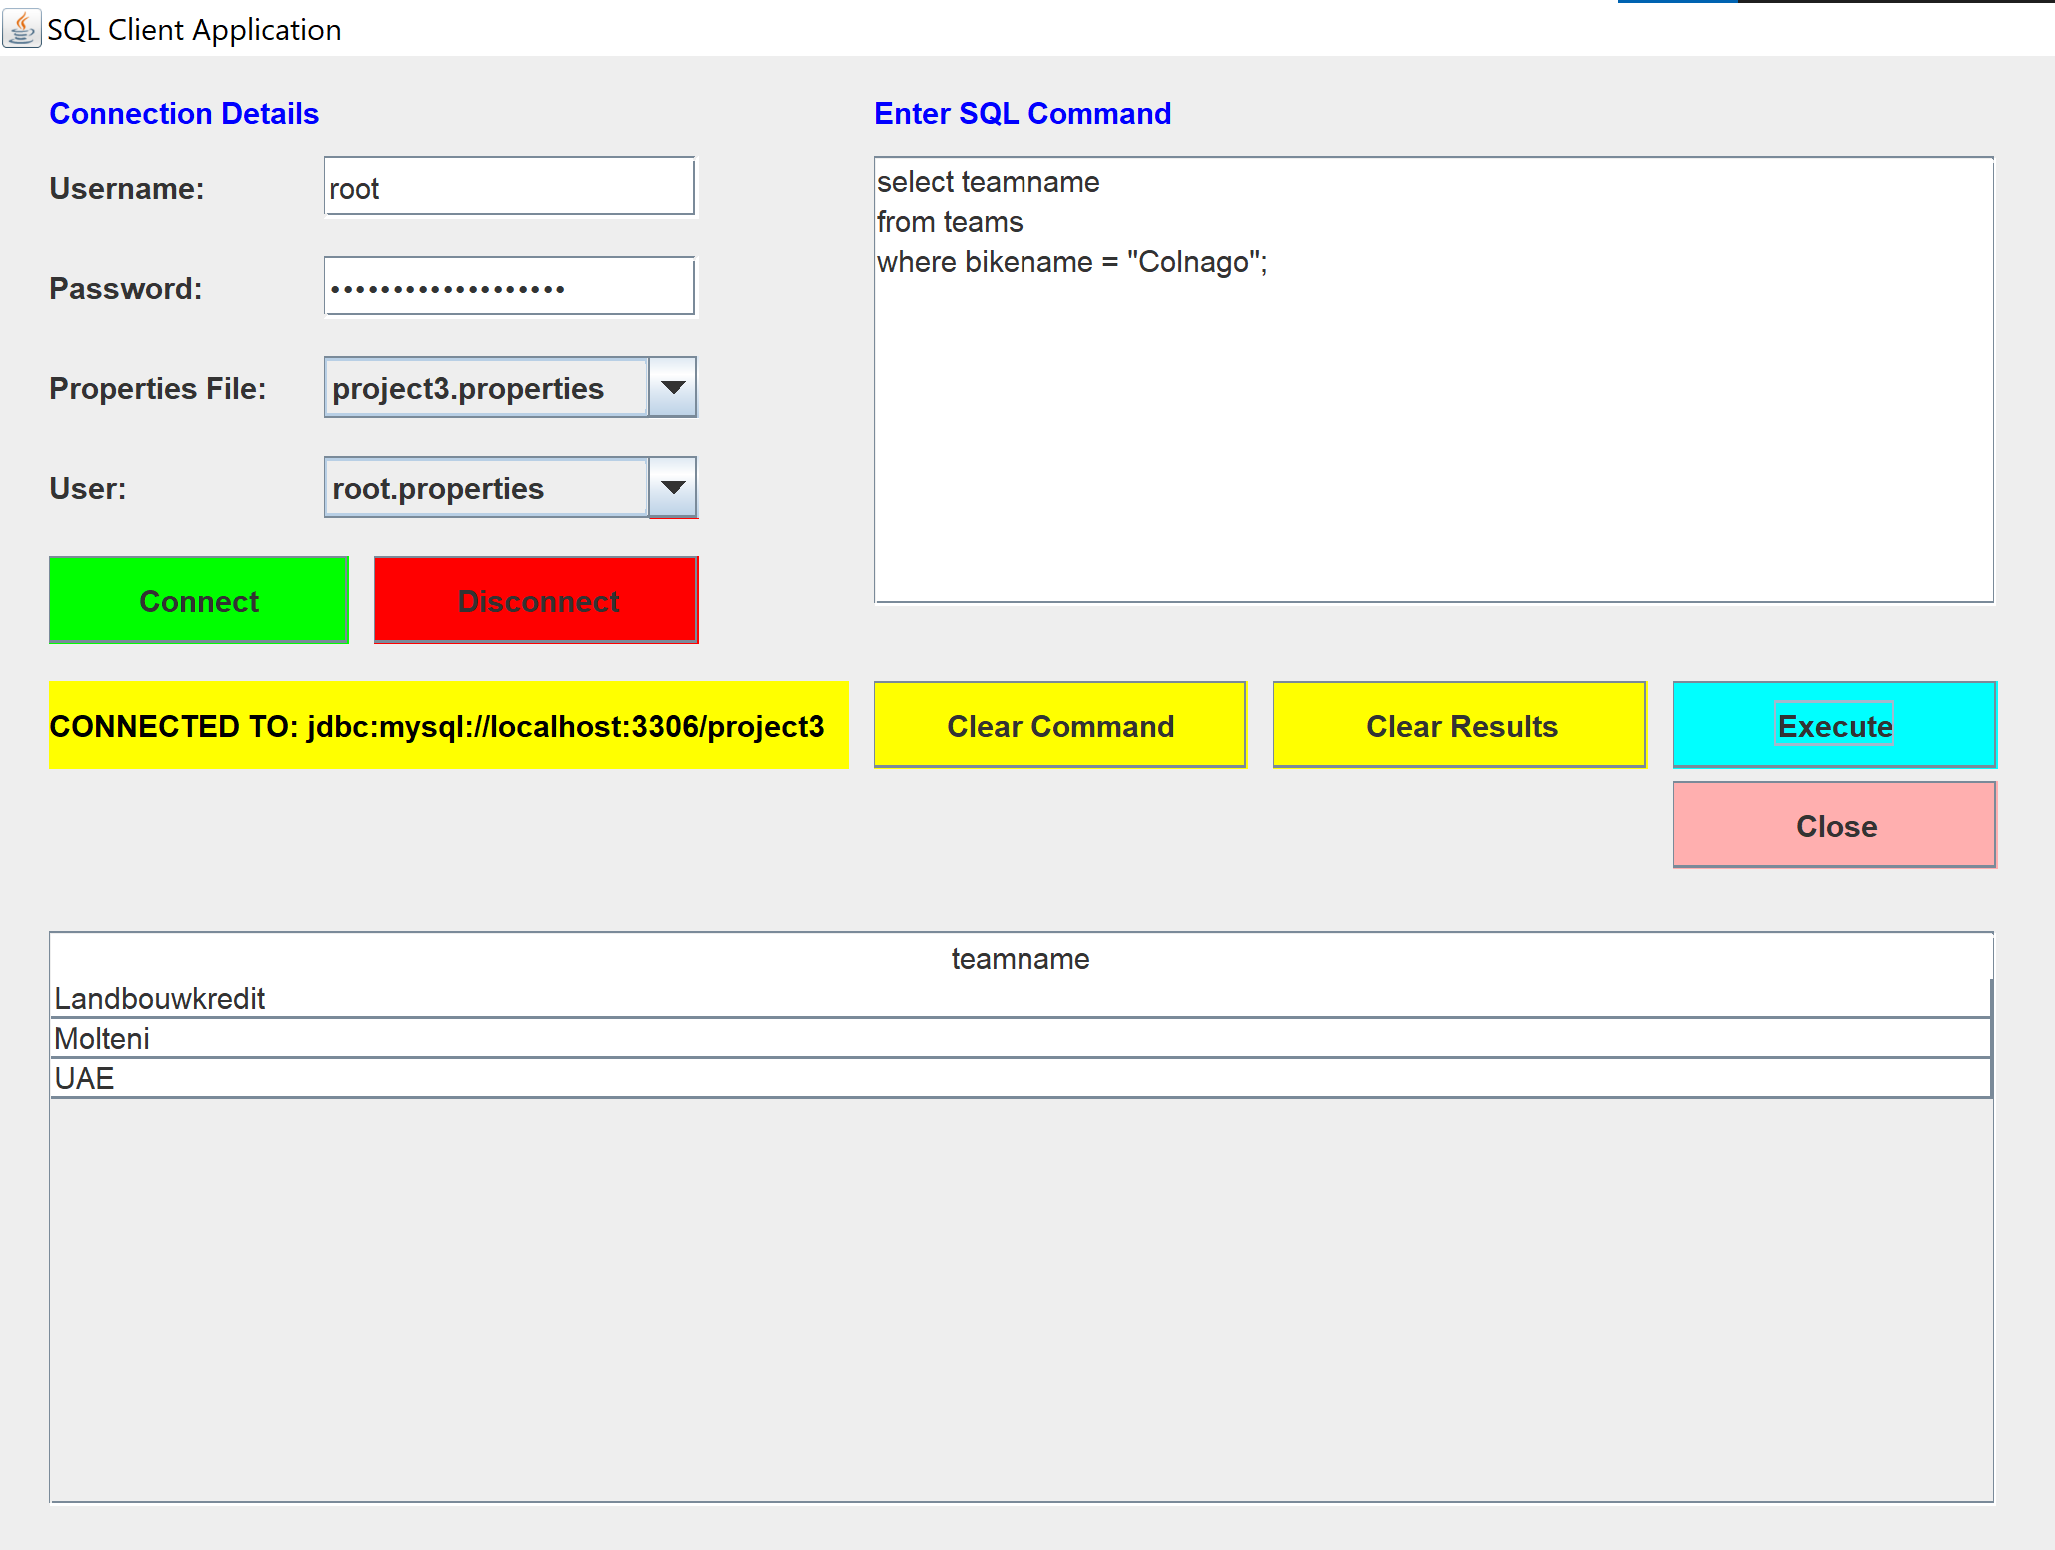 SQL Client Application
Connection Details
Username:
root
Password:
•••••••••••••••••••
Properties File:
project3.properties
User:
root.properties
Connect
Disconnect
Enter SQL Command
select teamname
from teams
where bikename = "Colnago";
CONNECTED TO: jdbc:mysql://localhost:3306/project3
Clear Command
Clear Results
Execute
Close
teamname
Landbouwkredit
Molteni
UAE